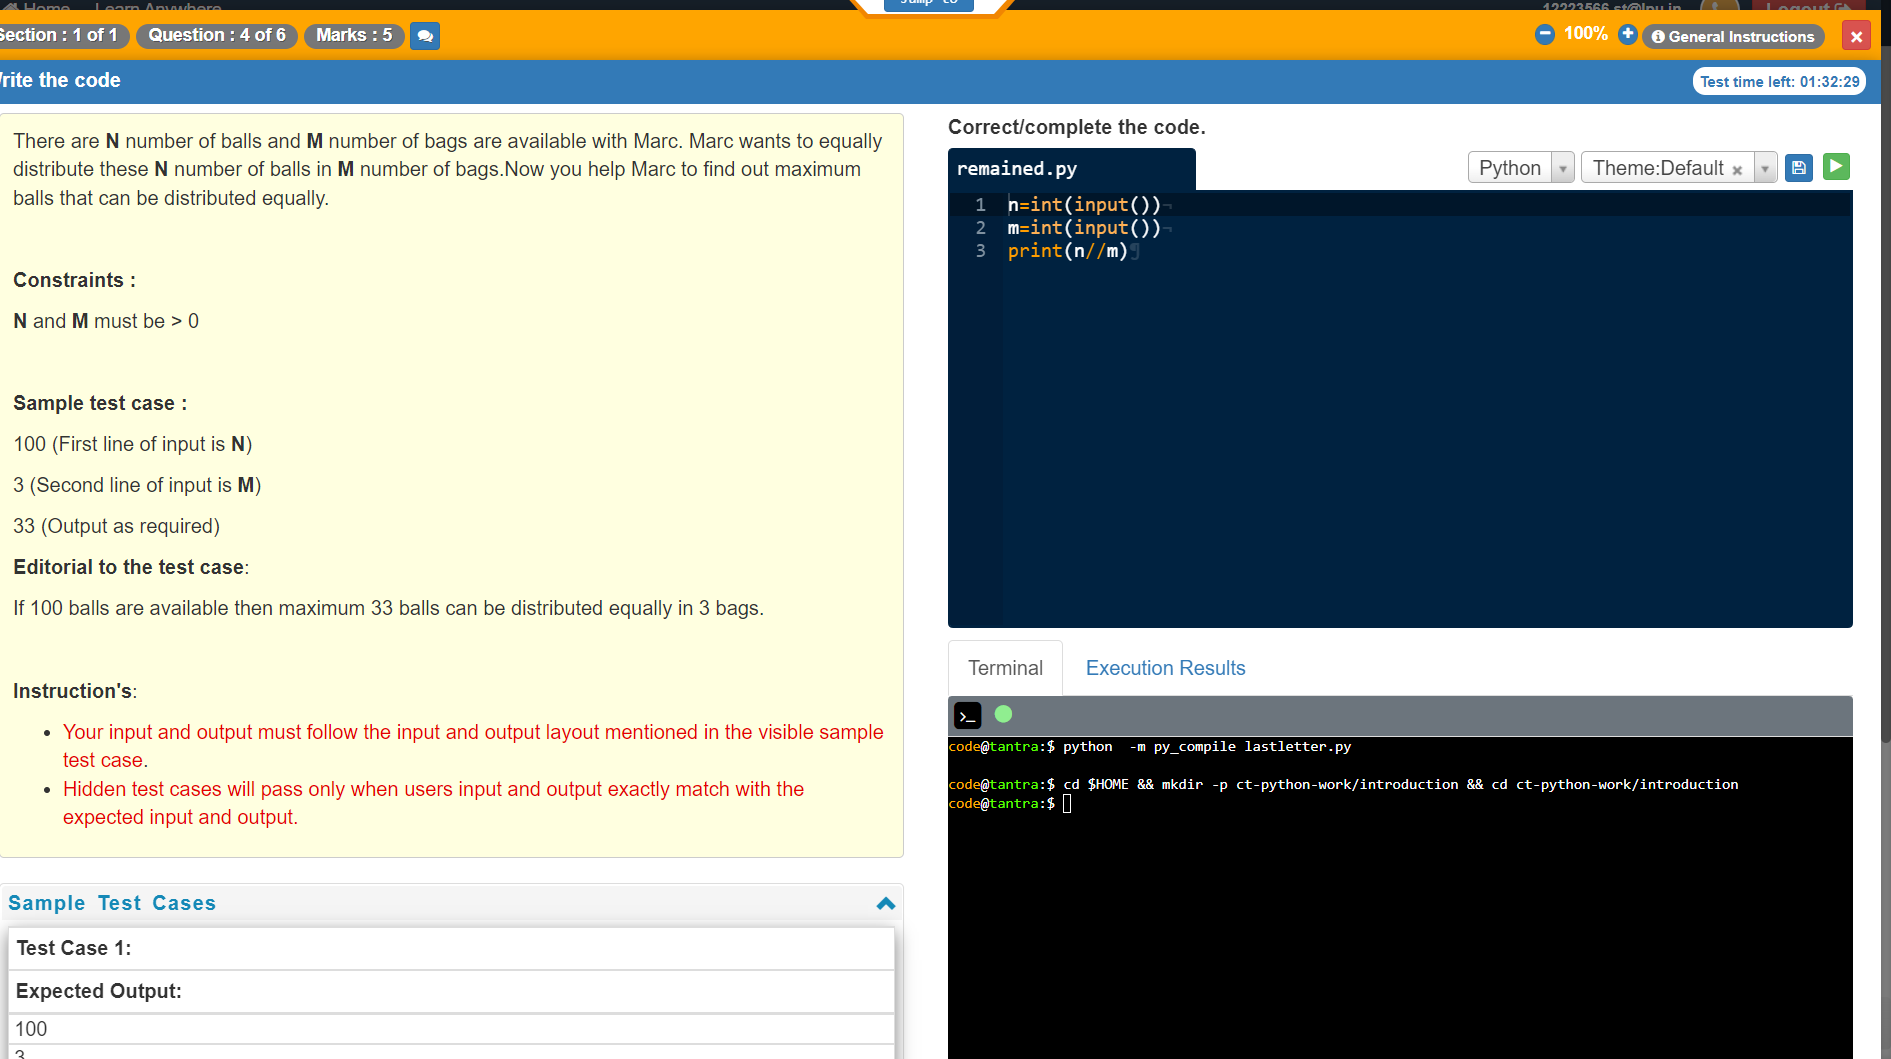 Home Learn Anywhere
Jump to
12223566.st@lpu.in
Logout
Section : 1 of 1
Question : 4 of 6
Marks : 5
100%
General Instructions
rite the code
Test time left: 01:32:29
There are N number of balls and M number of bags are available with Marc. Marc wants to equally
distribute these N number of balls in M number of bags.Now you help Marc to find out maximum
balls that can be distributed equally.
Constraints :
N and M must be > 0
Sample test case :
100 (First line of input is N)
3 (Second line of input is M)
33 (Output as required)
Editorial to the test case:
If 100 balls are available then maximum 33 balls can be distributed equally in 3 bags.
Instruction's:
• Your input and output must follow the input and output layout mentioned in the visible sample
test case.
• Hidden test cases will pass only when users input and output exactly match with the
expected input and output.
Sample Test Cases
Test Case 1:
Expected Output:
100
3
Correct/complete the code.
remained.py
Python
Theme:Default ×
1 n=int(input())
2 m=int(input())
3 print(n//m)
Terminal
Execution Results
code@tantra:$ python -m py_compile lastletter.py
code@tantra:$ cd $HOME && mkdir -p ct-python-work/introduction && cd ct-python-work/introduction
code@tantra:$